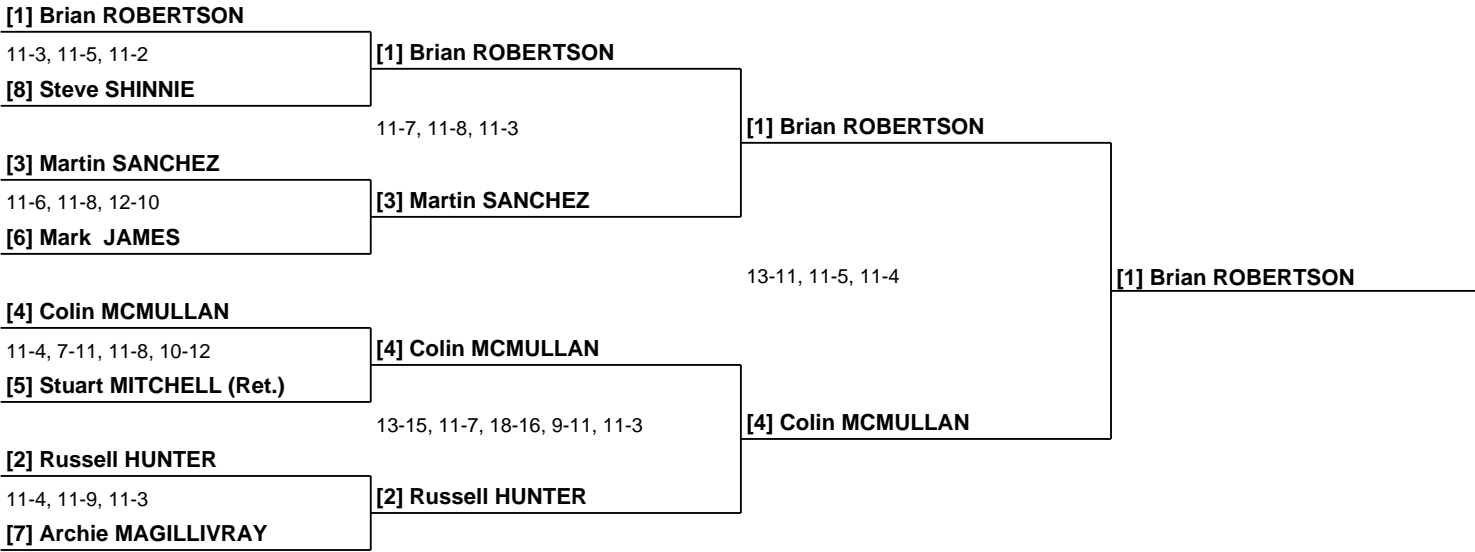 [1] Brian ROBERTSON
11-3, 11-5, 11-2
[1] Brian ROBERTSON
[8] Steve SHINNIE
11-7, 11-8, 11-3
[1] Brian ROBERTSON
[3] Martin SANCHEZ
11-6, 11-8, 12-10
[3] Martin SANCHEZ
[6] Mark  JAMES
13-11, 11-5, 11-4
[1] Brian ROBERTSON
[4] Colin MCMULLAN
11-4, 7-11, 11-8, 10-12
[4] Colin MCMULLAN
[5] Stuart MITCHELL (Ret.)
13-15, 11-7, 18-16, 9-11, 11-3
[4] Colin MCMULLAN
[2] Russell HUNTER
11-4, 11-9, 11-3
[2] Russell HUNTER
[7] Archie MAGILLIVRAY